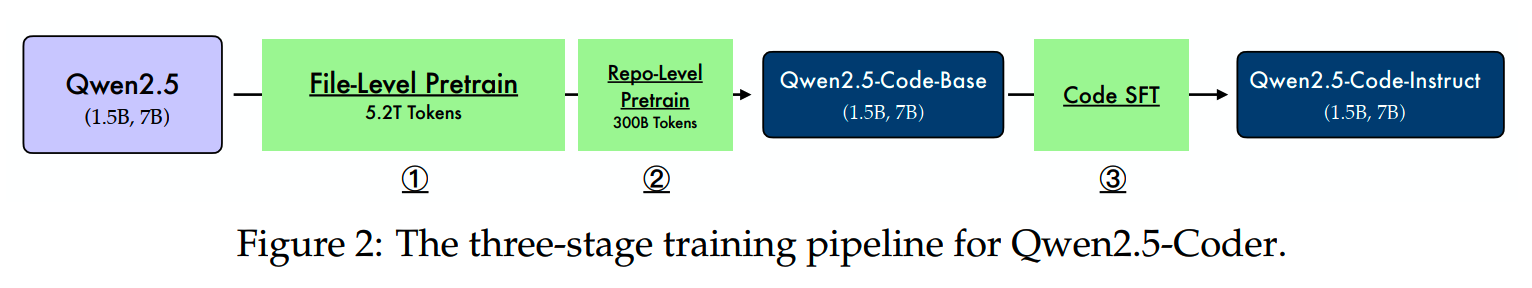 Qwen2.5
(1.5B, 7B)
File-Level Pretrain
5.2T Tokens
①
Repo-Level
Pretrain
300B Tokens
②
Qwen2.5-Code-Base
(1.5B, 7B)
Code SFT
③
Qwen2.5-Code-Instruct
(1.5B, 7B)
Figure 2: The three-stage training pipeline for Qwen2.5-Coder.